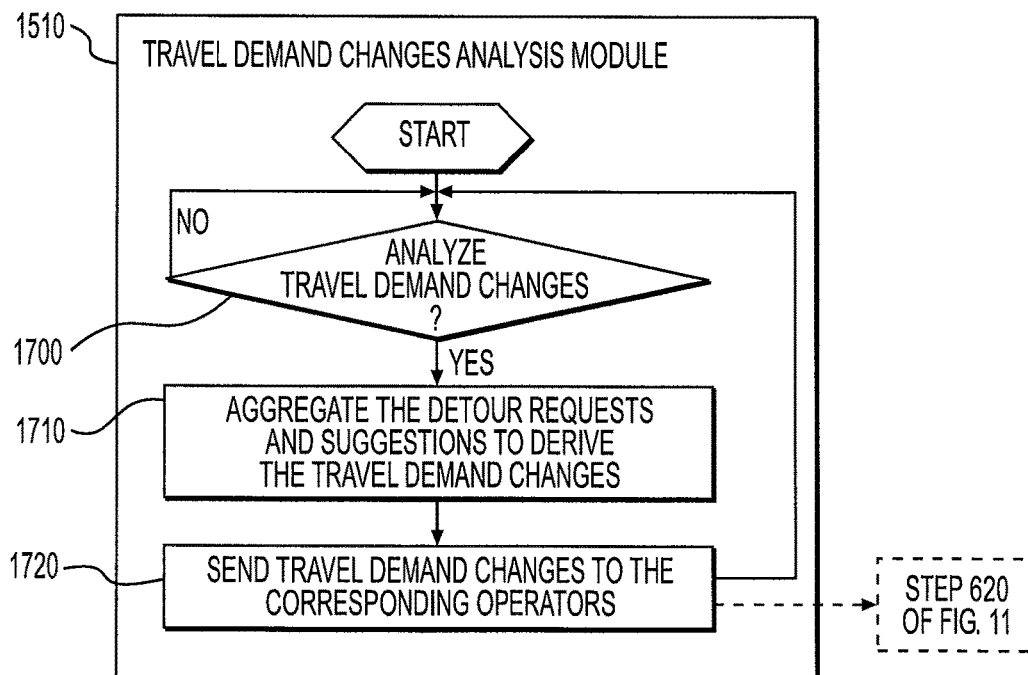 1510
TRAVEL DEMAND CHANGES ANALYSIS MODULE
START
NO
ANALYZE
TRAVEL DEMAND CHANGES
?
1700
YES
1710
AGGREGATE THE DETOUR REQUESTS
AND SUGGESTIONS TO DERIVE
THE TRAVEL DEMAND CHANGES
1720
SEND TRAVEL DEMAND CHANGES TO THE
CORRESPONDING OPERATORS
STEP 620
OF FIG. 11